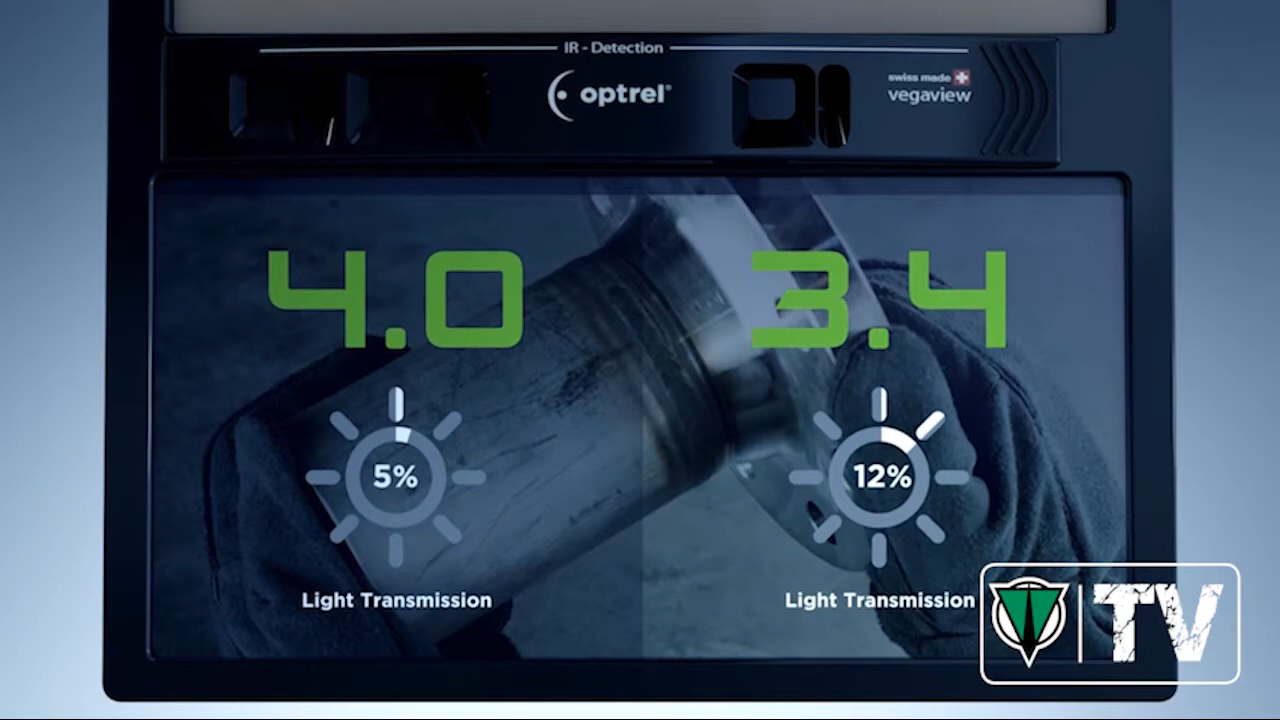 IR - Detection
optrel®
swiss made
vegaview
4.0
3.4
5%
12%
Light Transmission
Light Transmission
TV